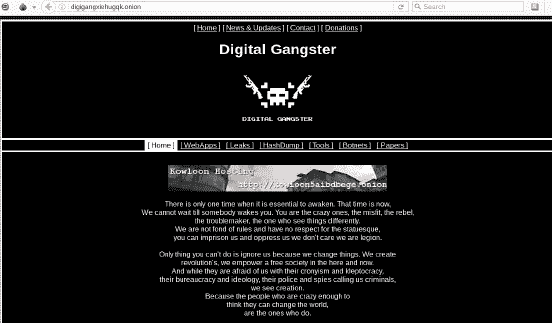 digigangxiehugqk.onion
Search
[ Home ] [ News & Updates ] [ Contact ] [ Donations ]
Digital Gangster
DIGITAL GANGSTER
[ Home ] [ WebApps ] [ Leaks ] [ HashDump ] [ Tools ] [ Botnets ] [ Papers ]
Kowloon Hosting
http://kowloon5aibdbege.onion
There is only one time when it is essential to awaken. That time is now,
We cannot wait till somebody wakes you. You are the crazy ones, the misfit, the rebel,
the troublemaker, the one who see things differently.
We are not fond of rules and have no respect for the statuesque,
you can imprison us and oppress us we don't care we are legion.
Only thing you can't do is ignore us because we change things. We create
revolution's, we empower a free society in the here and now.
And while they are afraid of us with their cronyism and kleptocracy,
their bureaucracy and ideology, their police and spies calling us criminals,
we see creation.
Because the people who are crazy enough to
think they can change the world,
are the ones who do.